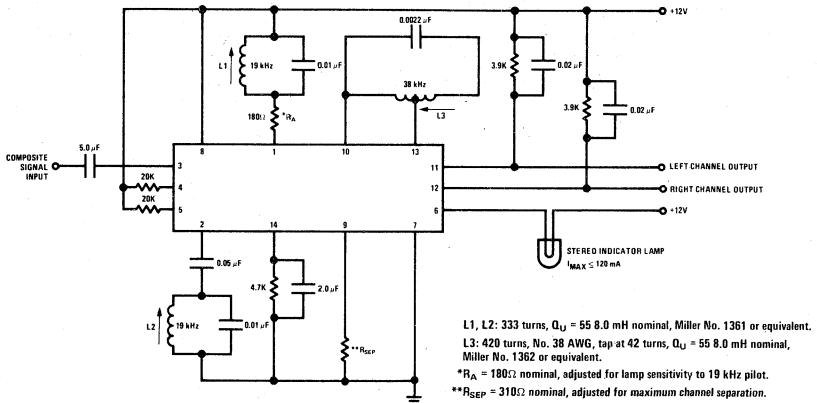 0.0022 μF
+12V
L1
19 kHz
0.01 μF
38 kHz
3.9K
0.02 μF
180Ω
*RA
L3
3.9K
0.02 μF
5.0 μF
8
1
10
13
COMPOSITE
SIGNAL
INPUT
3
11
LEFT CHANNEL OUTPUT
20K
4
12
RIGHT CHANNEL OUTPUT
20K
5
6
+12V
2
14
9
7
0.05 μF
STEREO INDICATOR LAMP
IMAX ≤ 120 mA
4.7K
2.0 μF
L2
19 kHz
0.01 μF
**RSEP
L1, L2: 333 turns, QU = 55 8.0 mH nominal, Miller No. 1361 or equivalent.
L3: 420 turns, No. 38 AWG, tap at 42 turns, QU = 55 8.0 mH nominal,
Miller No. 1362 or equivalent.
*RA = 180Ω nominal, adjusted for lamp sensitivity to 19 kHz pilot.
**RSEP = 310Ω nominal, adjusted for maximum channel separation.